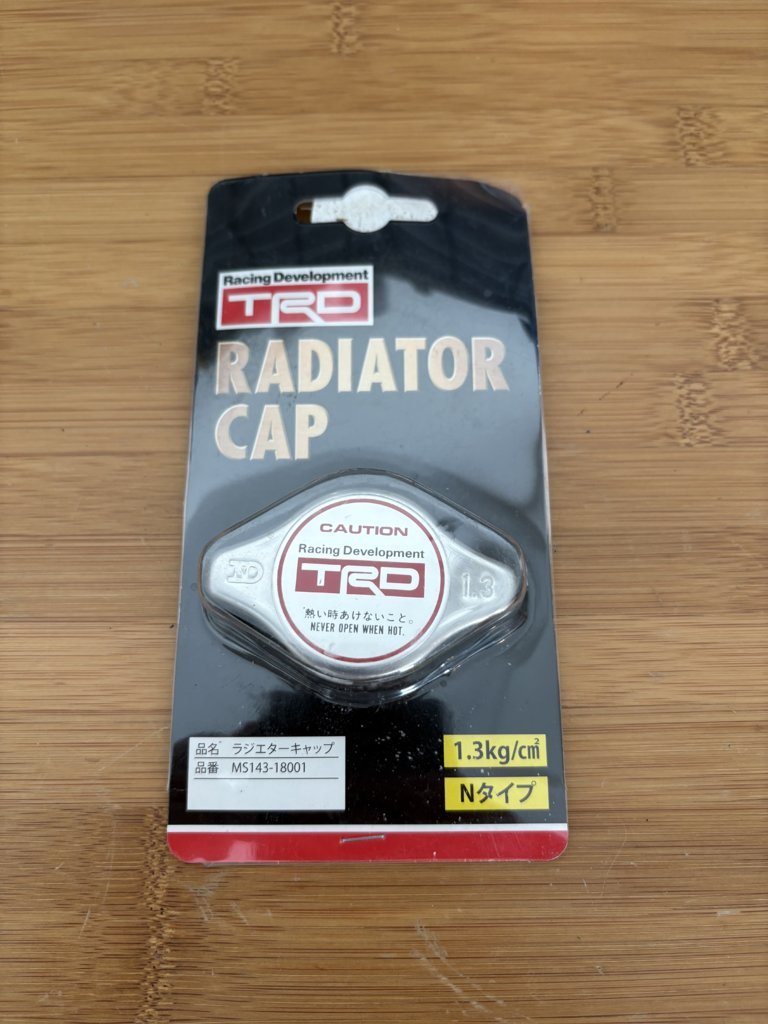 Racing Development
TRD
RADIATOR
CAP
CAUTION
Racing Development
TRD
1.3
熱い時あけないこと。
NEVER OPEN WHEN HOT.
品名 ラジエターキャップ
品番 MS143-18001
1.3kg/c㎡
Nタイプ